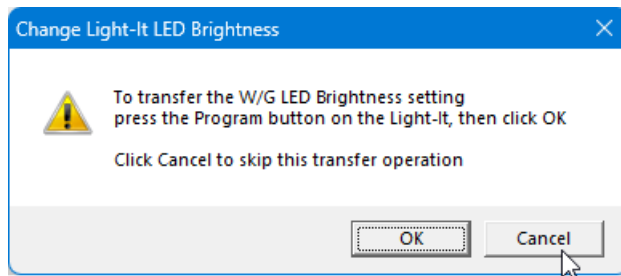 Change Light-It LED Brightness
To transfer the W/G LED Brightness setting
press the Program button on the Light-It, then click OK
Click Cancel to skip this transfer operation
OK
Cancel